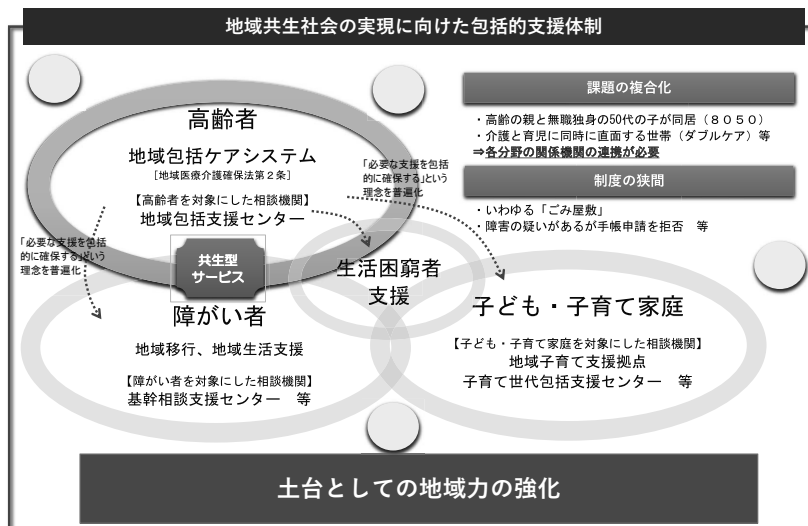 地域共生社会の実現に向けた包括的支援体制
高齢者
地域包括ケアシステム
［地域医療介護確保法第２条］
【高齢者を対象にした相談機関】
地域包括支援センター
「必要な支援を包括
的に確保する」という
理念を普遍化
課題の複合化
・高齢の親と無職独身の50代の子が同居（８０５０）
・介護と育児に同時に直面する世帯（ダブルケア）等
⇒各分野の関係機関の連携が必要
制度の狭間
・いわゆる「ごみ屋敷」
・障害の疑いがあるが手帳申請を拒否　等
「必要な支援を包括
的に確保する」という
理念を普遍化
共生型
サービス
生活困窮者
支援
障がい者
地域移行、地域生活支援
【障がい者を対象にした相談機関】
基幹相談支援センター　等
子ども・子育て家庭
【子ども・子育て家庭を対象にした相談機関】
地域子育て支援拠点
子育て世代包括支援センター　等
土台としての地域力の強化